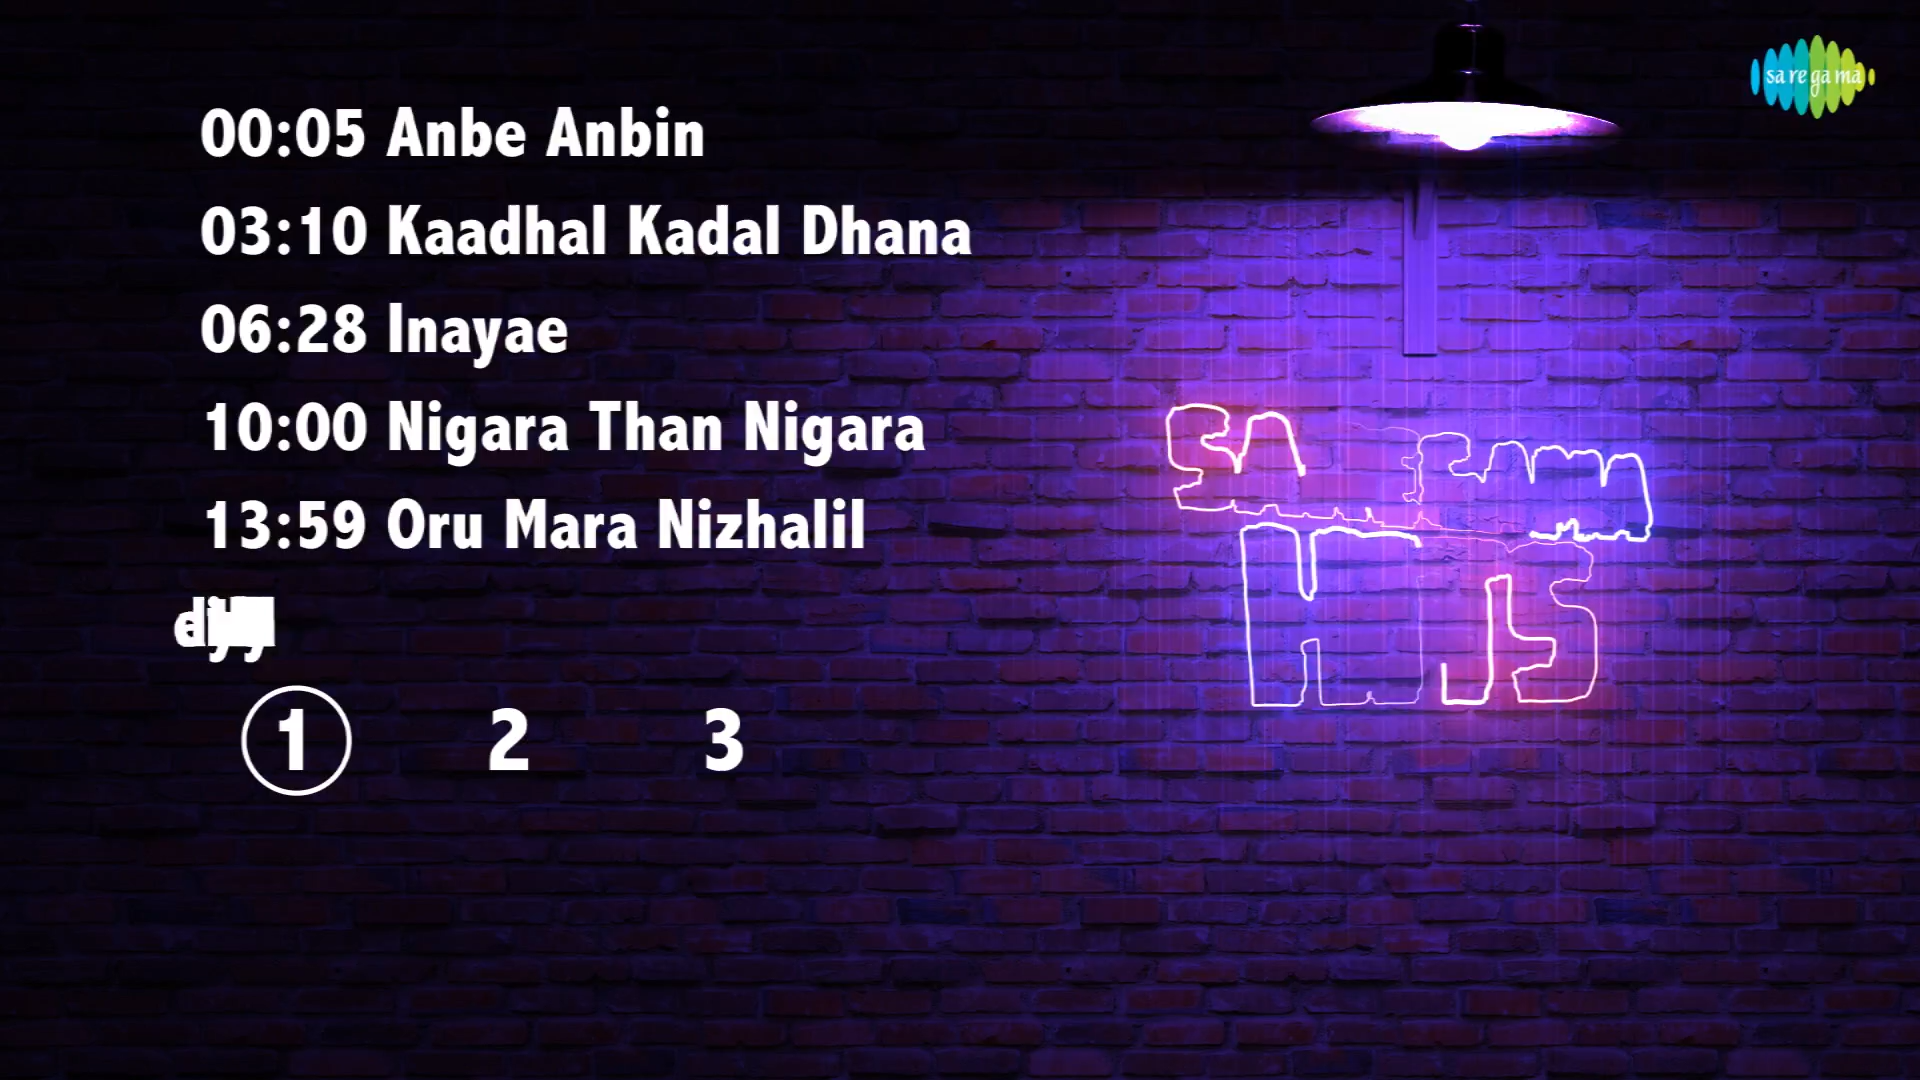 saregama
00:05 Anbe Anbin
03:10 Kaadhal Kadal Dhana
06:28 Inayae
10:00 Nigara Than Nigara
13:59 Oru Mara Nizhalil
1 2 3